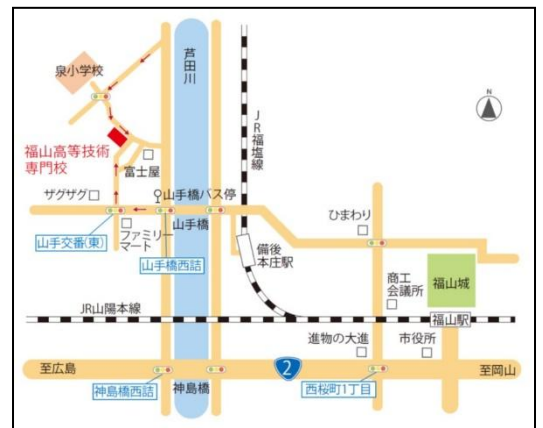 泉小学校
芦田川
JR福塩線
N
福山高等技術
専門校
富士屋
ザグザグ
山手橋バス停
山手橋
ファミリー
マート
山手交番(東)
山手橋西詰
備後
本庄駅
ひまわり
商工
会議所
福山城
JR山陽本線
福山駅
進物の大進
市役所
至広島
神島橋西詰
神島橋
2
西桜町1丁目
至岡山